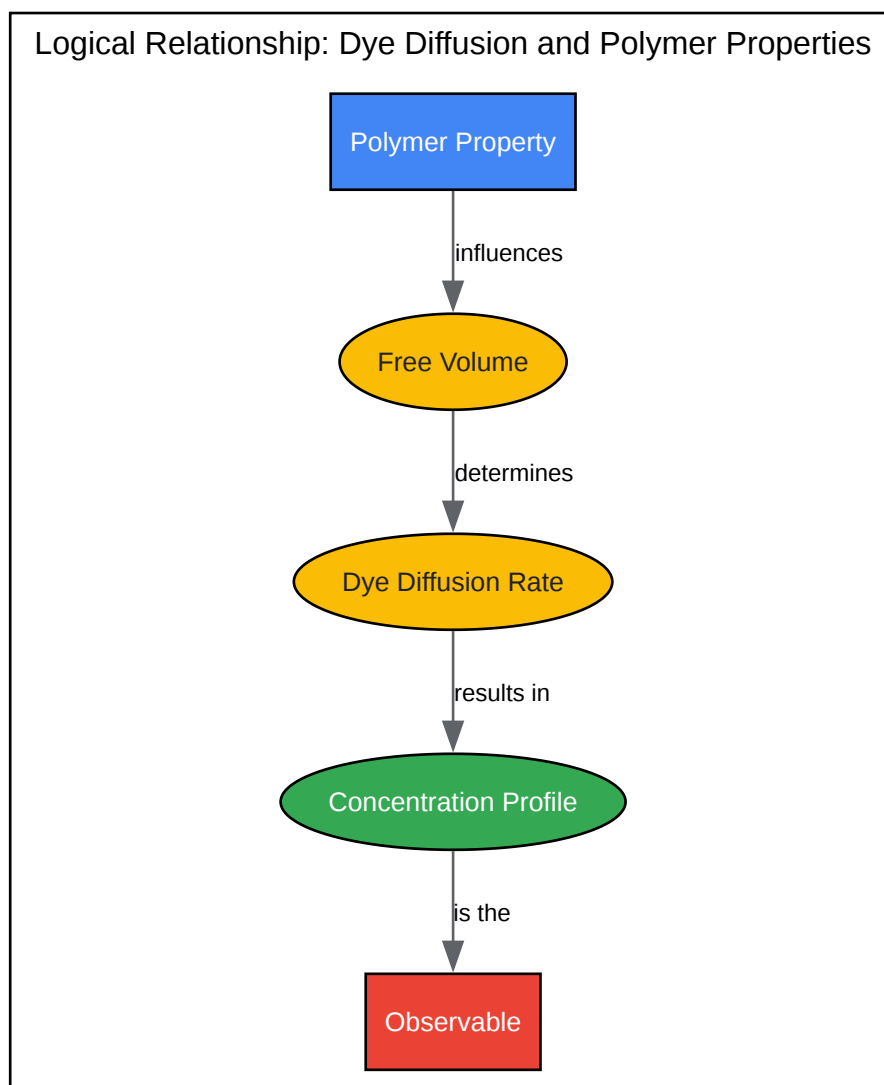 Logical Relationship: Dye Diffusion and Polymer Properties
Polymer Property
influences
Free Volume
determines
Dye Diffusion Rate
results in
Concentration Profile
is the
Observable